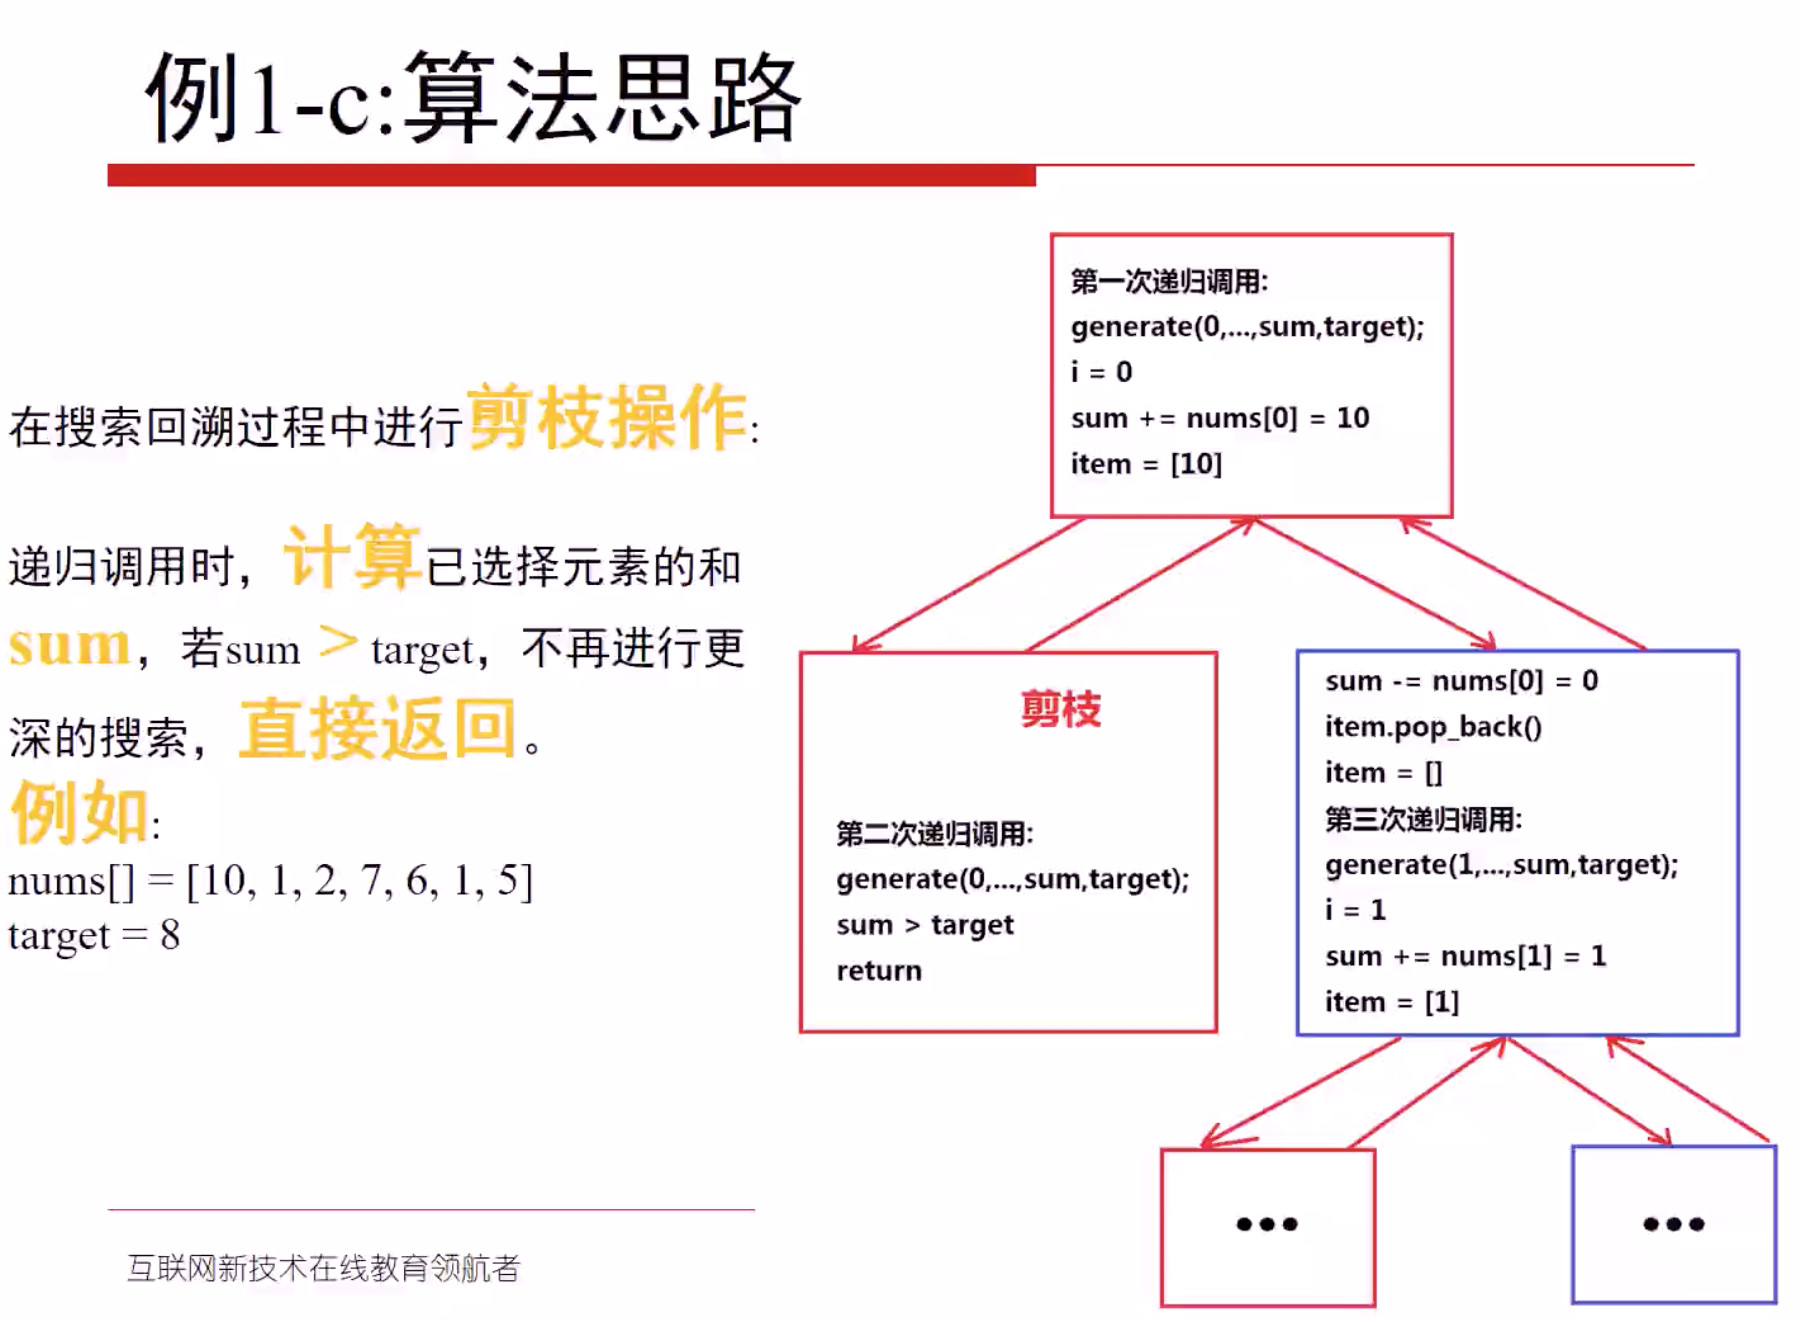 例1-c:算法思路
在搜索回溯过程中进行剪枝操作:
递归调用时，计算已选择元素的和
sum，若sum > target，不再进行更
深的搜索，直接返回。
例如:
nums[] = [10, 1, 2, 7, 6, 1, 5]
target = 8
第一次递归调用:
generate(0,...,sum,target);
i = 0
sum += nums[0] = 10
item = [10]
剪枝
第二次递归调用:
generate(0,...,sum,target);
sum > target
return
sum -= nums[0] = 0
item.pop_back()
item = []
第三次递归调用:
generate(1,...,sum,target);
i = 1
sum += nums[1] = 1
item = [1]
•••
•••
互联网新技术在线教育领航者